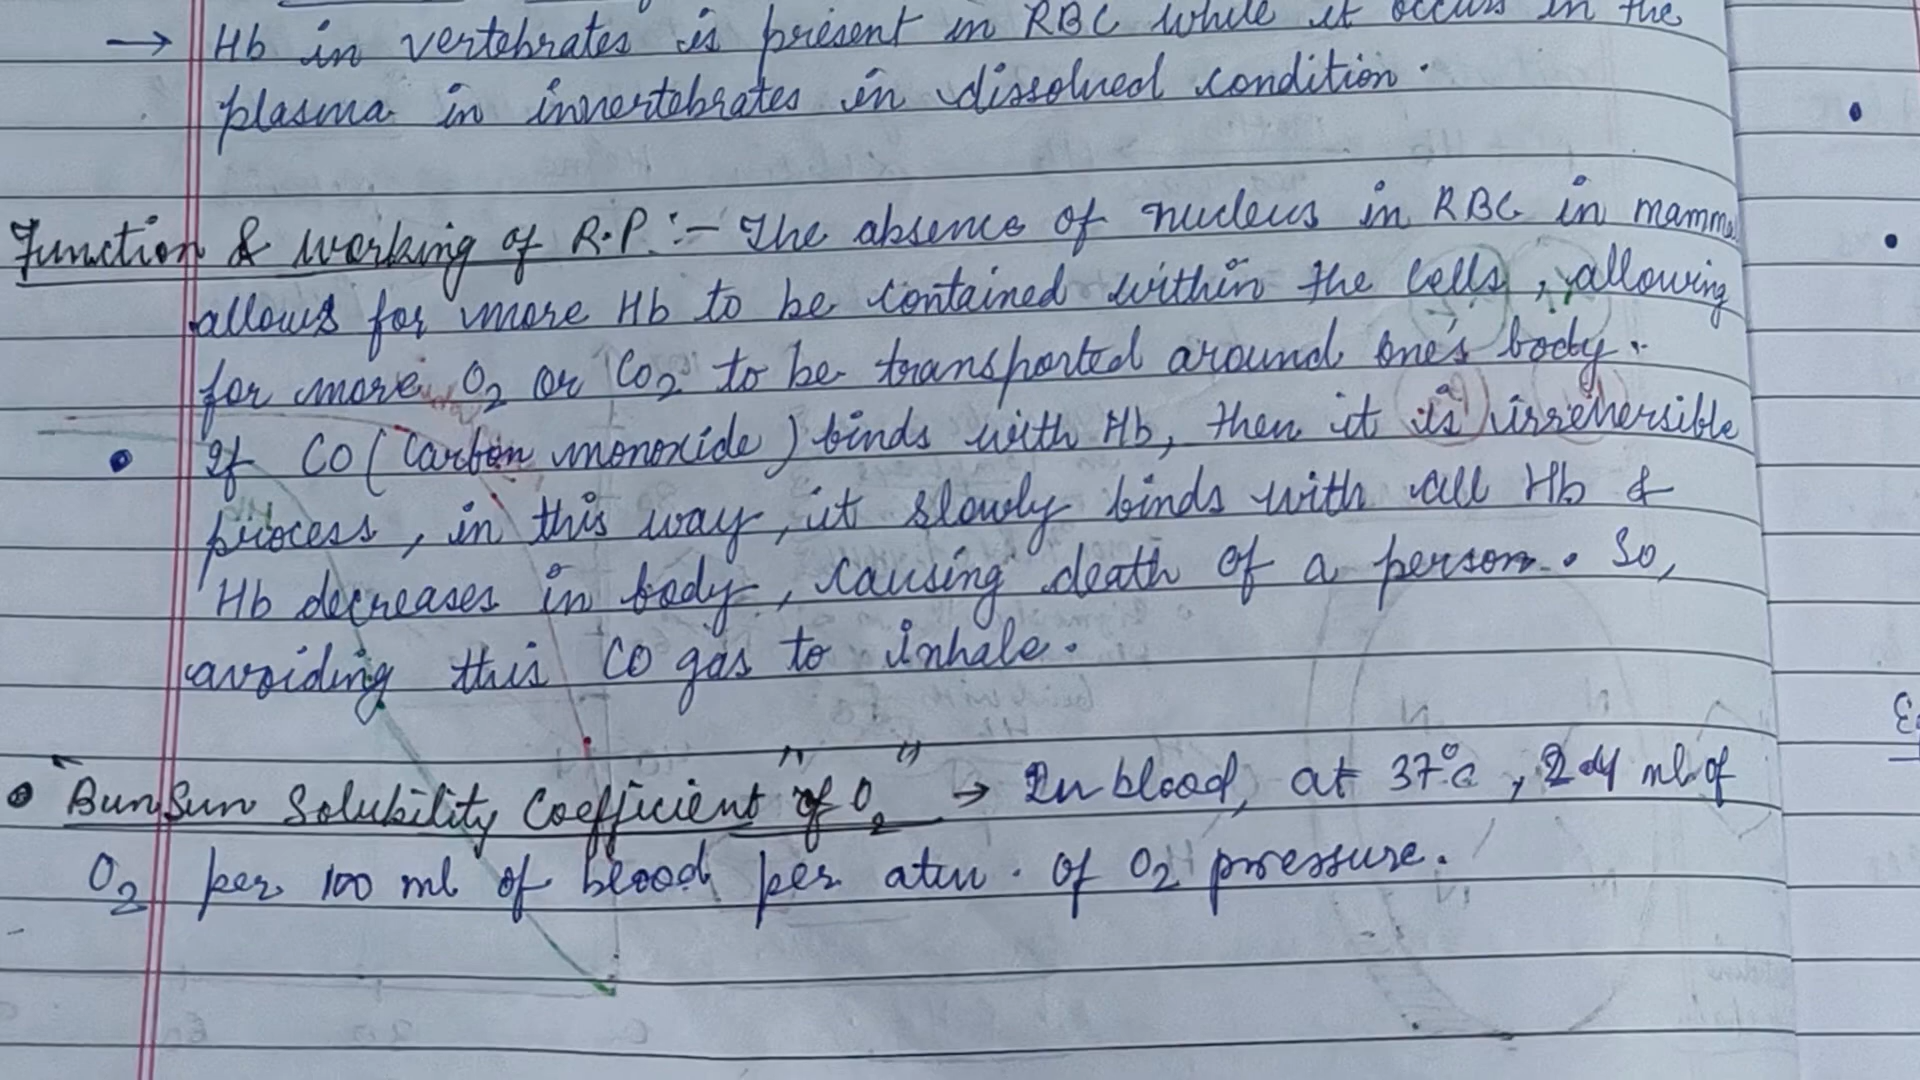 → Hb in vertebrates is present in RBC while it occurs in the
plasma in invertebrates in dissolved condition.
Function & working of R.P. :- The absence of nucleus in RBC in mamma
allows for more Hb to be contained within the cells, allowing
for more O2 or CO2 to be transported around one's body.
• If CO (Carbon monoxide) binds with Hb, then it is irreversible
process, in this way, it slowly binds with all Hb &
Hb decreases in body, causing death of a person. So,
avoiding this CO gas to inhale.
• BunSun Solubility Coefficient "of O2" → In blood, at 37°C, ml of
O2 per 100 ml of blood per atm. of O2 pressure.